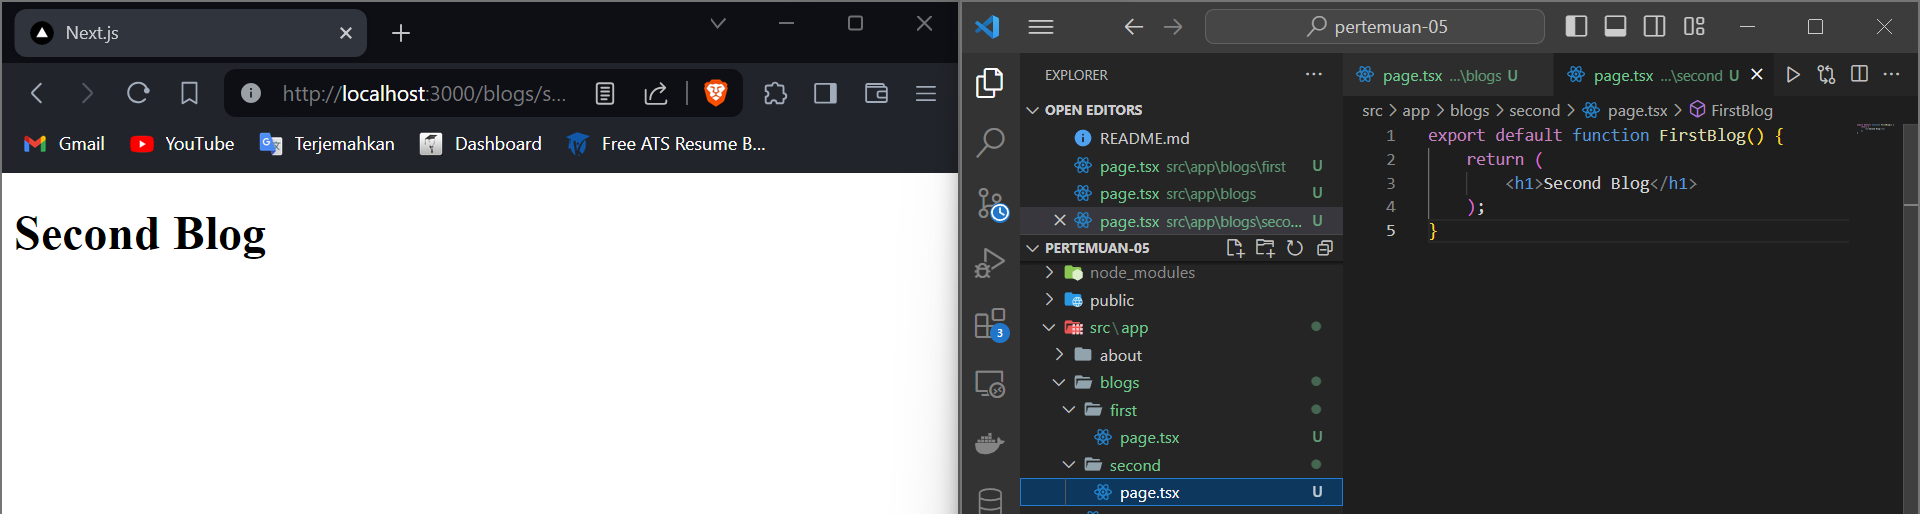 Next.js
http://localhost:3000/blogs/s...
Gmail YouTube Terjemahkan Dashboard Free ATS Resume B...
Second Blog
pertemuan-05
EXPLORER
OPEN EDITORS
README.md
page.tsx src\app\blogs\first U
page.tsx src\app\blogs U
page.tsx src\app\blogs\seco... U
PERTEMUAN-05
node_modules
public
src\app
about
blogs
first
page.tsx U
second
page.tsx U
3
page.tsx ...\blogs U page.tsx ...\second U
src > app > blogs > second > page.tsx > FirstBlog
1 export default function FirstBlog() {
2 return (
3 <h1>Second Blog</h1>
4 );
5 }